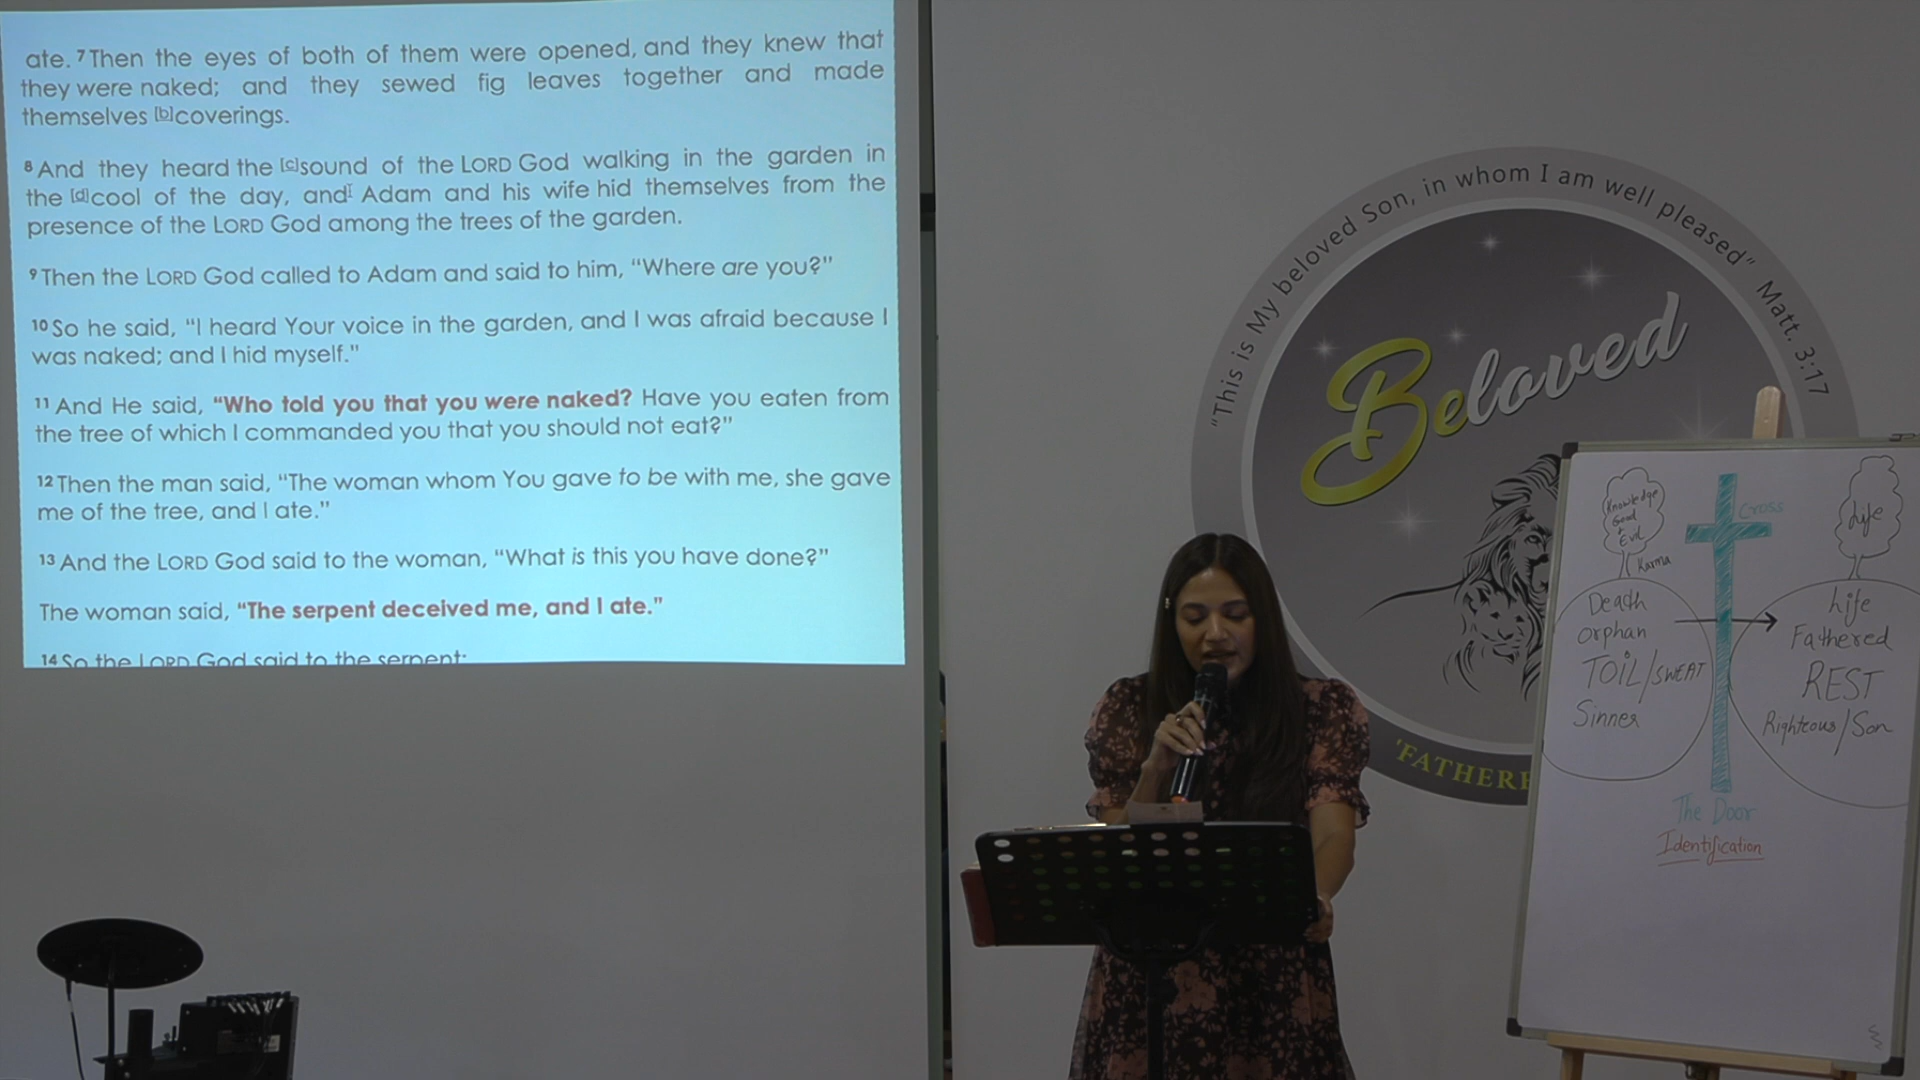 ate. 7 Then the eyes of both of them were opened, and they knew that
they were naked; and they sewed fig leaves together and made
themselves [b]coverings.
8 And they heard the [c]sound of the LORD God walking in the garden in
the [d]cool of the day, and Adam and his wife hid themselves from the
presence of the LORD God among the trees of the garden.
9 Then the LORD God called to Adam and said to him, “Where are you?”
10 So he said, “I heard Your voice in the garden, and I was afraid because I
was naked; and I hid myself.”
11 And He said, “Who told you that you were naked? Have you eaten from
the tree of which I commanded you that you should not eat?”
12 Then the man said, “The woman whom You gave to be with me, she gave
me of the tree, and I ate.”
13 And the LORD God said to the woman, “What is this you have done?”
The woman said, “The serpent deceived me, and I ate.”
14 So the LORD God said to the serpent:
“This is My beloved Son, in whom I am well pleased” Matt. 3:17
Beloved
'FATHERE
Knowledge
Good
Evil
Karma
Cross
Life
Death
orphan
TOIL/SWEAT
Sinner
Life
Fathered
REST
Righteous/Son
The Door
Identification